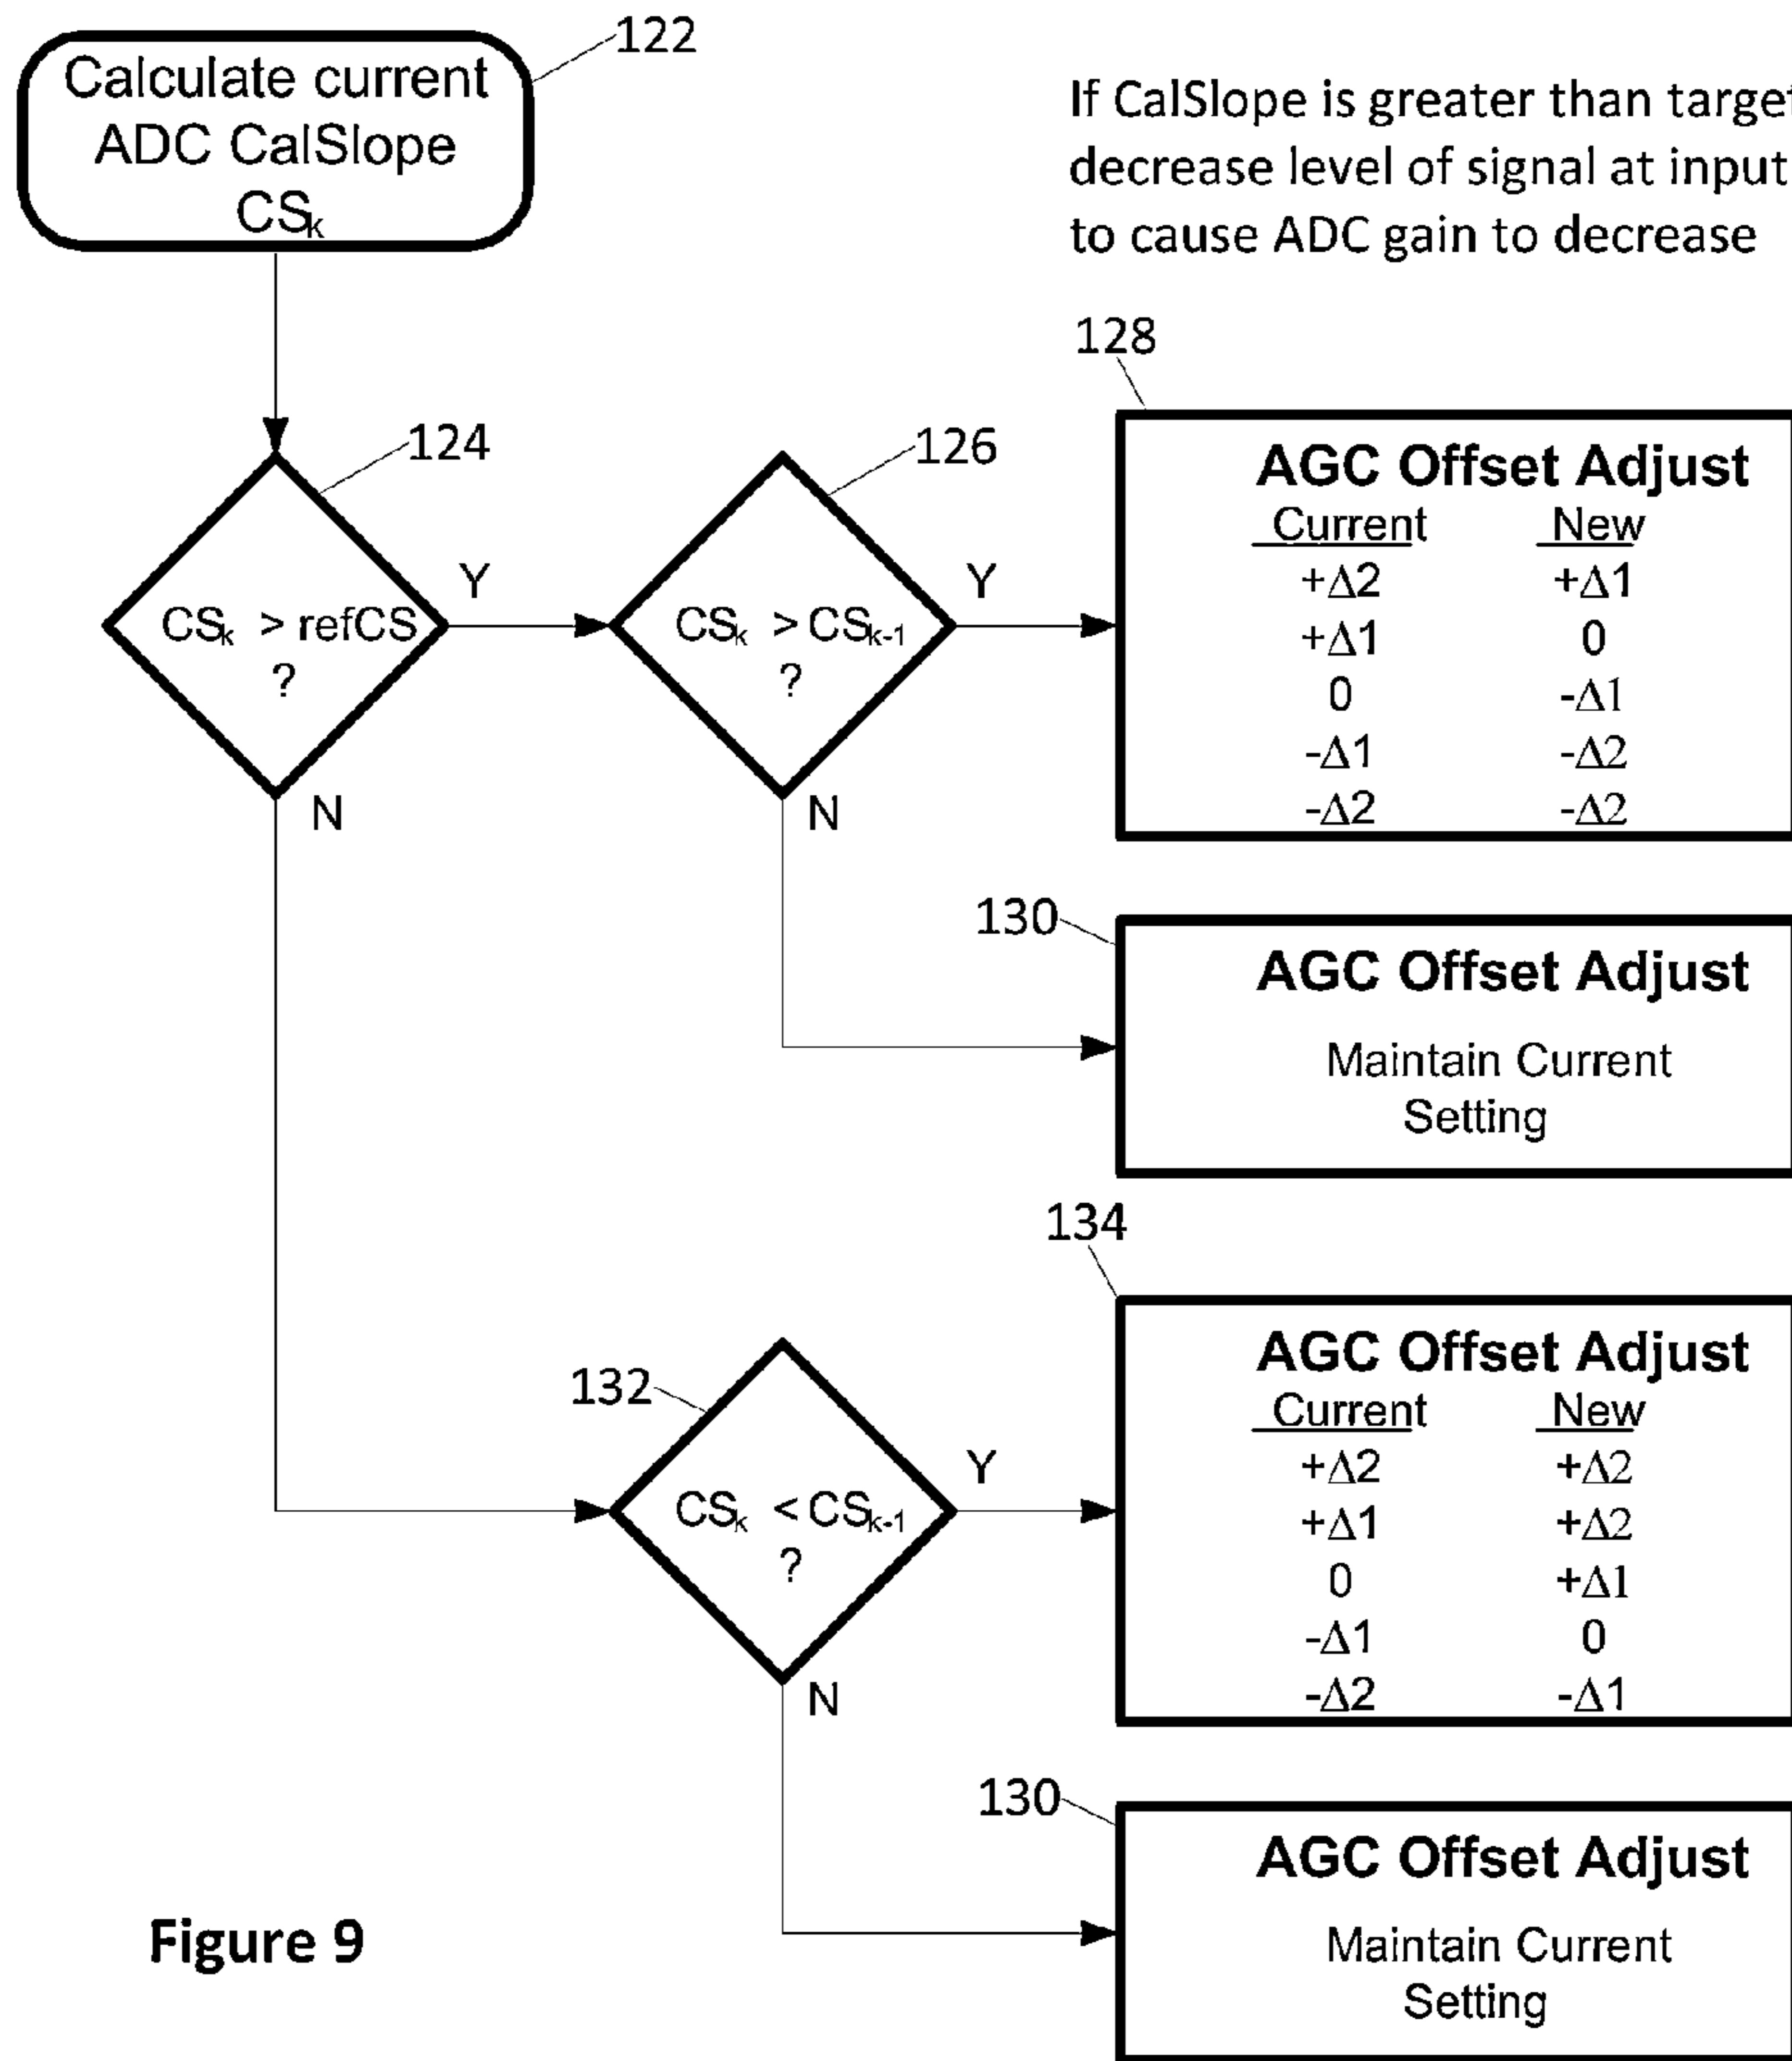 122
Calculate current
ADC CalSlope
CSk
If CalSlope is greater than target
decrease level of signal at input
to cause ADC gain to decrease
128
124
126
AGC Offset Adjust
Current New
+Δ2 +Δ1
+Δ1 0
0 -Δ1
-Δ1 -Δ2
-Δ2 -Δ2
Y
Y
CSk > refCS
?
CSk > CSk-1
?
N
N
130
AGC Offset Adjust
Maintain Current
Setting
134
132
AGC Offset Adjust
Current New
+Δ2 +Δ2
+Δ1 +Δ2
0 +Δ1
-Δ1 0
-Δ2 -Δ1
Y
CSk < CSk-1
?
N
130
AGC Offset Adjust
Maintain Current
Setting
Figure 9